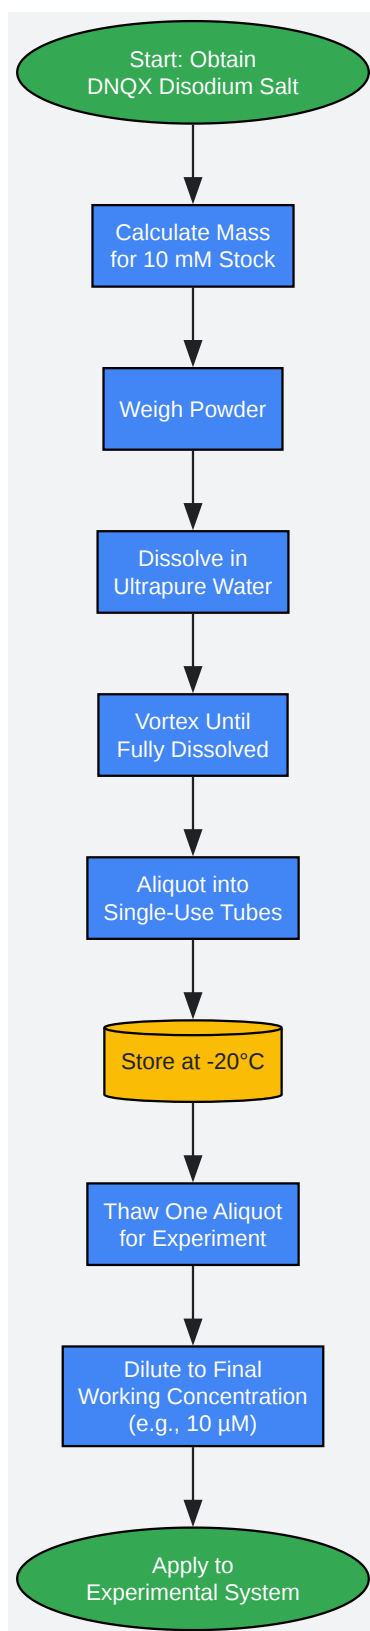 Start: Obtain
DNQX Disodium Salt
Calculate Mass
for 10 mM Stock
Weigh Powder
Dissolve in
Ultrapure Water
Vortex Until
Fully Dissolved
Aliquot into
Single-Use Tubes
Store at -20°C
Thaw One Aliquot
for Experiment
Dilute to Final
Working Concentration
(e.g., 10 µM)
Apply to
Experimental System